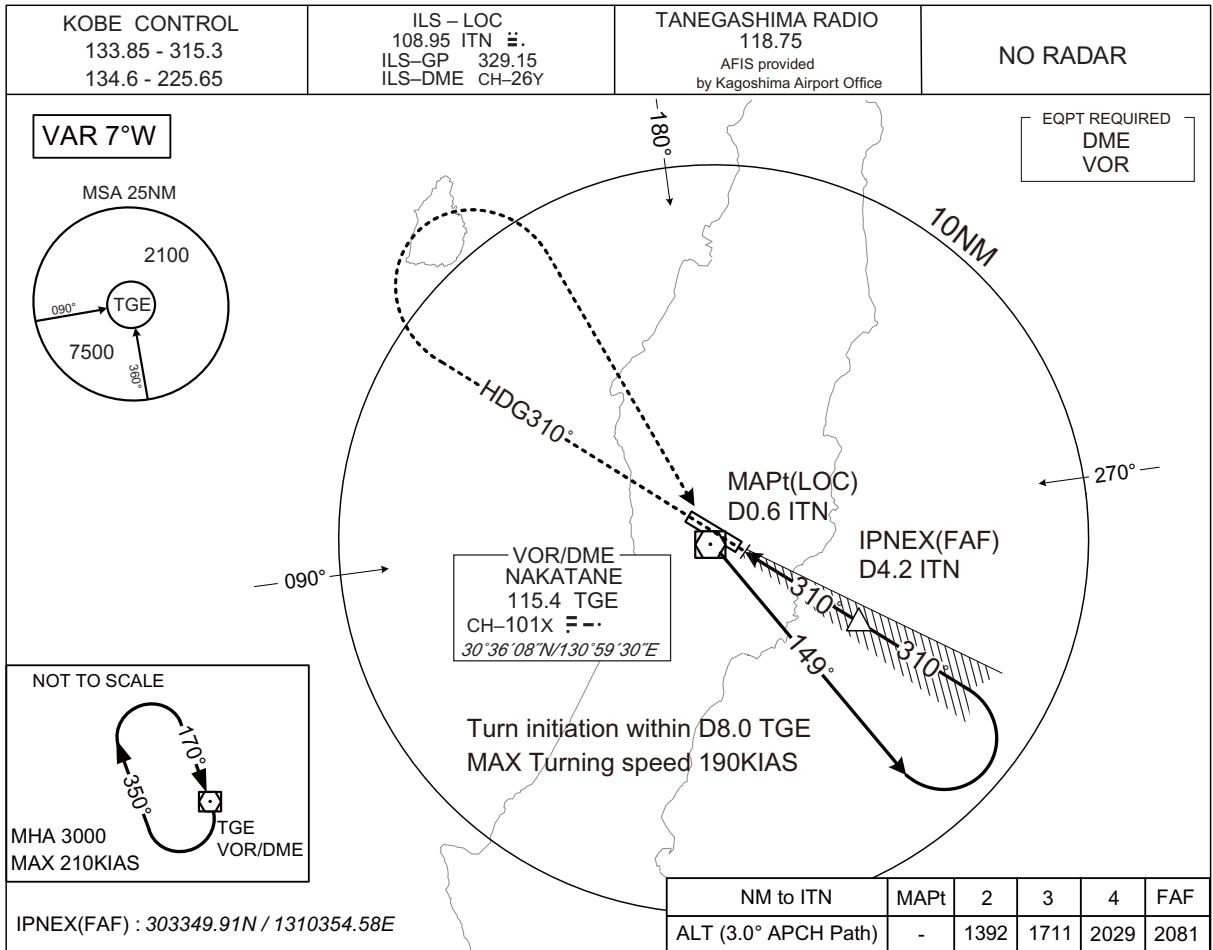 KOBE CONTROL
133.85 - 315.3
134.6 - 225.65
ILS – LOC
108.95 ITN
ILS–GP 329.15
ILS–DME CH–26Y
TANEGASHIMA RADIO
118.75
AFIS provided
by Kagoshima Airport Office
NO RADAR
VAR 7°W
EQPT REQUIRED
DME
VOR
MSA 25NM
2100
TGE
090°
7500
360°
180°
10NM
HDG310°
270°
MAPt(LOC)
D0.6 ITN
IPNEX(FAF)
D4.2 ITN
090°
VOR/DME
NAKATANE
115.4 TGE
CH–101X
30°36′08″N/130°59′30″E
310°
310°
149°
Turn initiation within D8.0 TGE
MAX Turning speed 190KIAS
NOT TO SCALE
170°
350°
TGE
VOR/DME
MHA 3000
MAX 210KIAS
IPNEX(FAF) : 303349.91N / 1310354.58E
NM to ITN MAPt 2 3 4 FAF
ALT (3.0° APCH Path) - 1392 1711 2029 2081